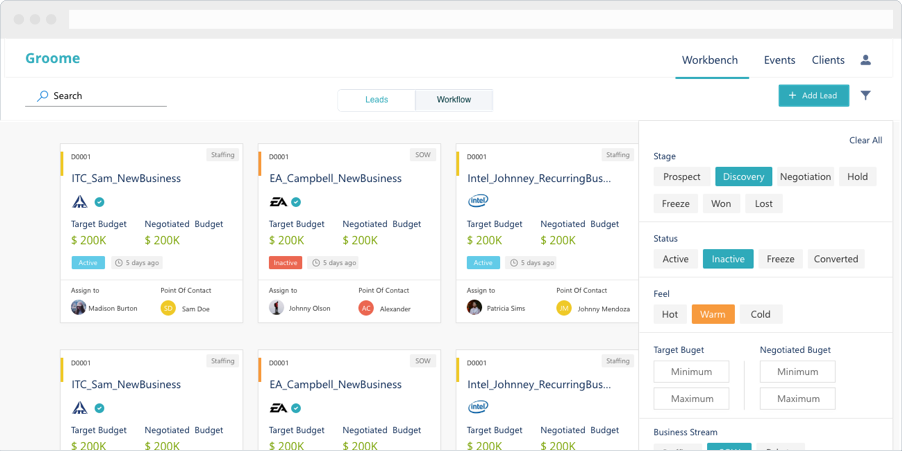 Groome
Workbench
Events
Clients
Search
Leads
Workflow
+ Add Lead
Clear All
D0001
Staffing
ITC_Sam_NewBusiness
Target Budget
Negotiated Budget
$ 200K
$ 200K
Active
5 days ago
Assign to
Point Of Contact
Madison Burton
SD
Sam Doe
D0001
SOW
EA_Campbell_NewBusiness
EA
Target Budget
Negotiated Budget
$ 200K
$ 200K
Inactive
5 days ago
Assign to
Point Of Contact
Johnny Olson
AC
Alexander
D0001
Staffing
Intel_Johnney_RecurringBus...
intel
Target Budget
Negotiated Budget
$ 200K
$ 200K
Active
5 days ago
Assign to
Point Of Contact
Patricia Sims
JM
Johnny Mendoza
D0001
Staffing
ITC_Sam_NewBusiness
Target Budget
Negotiated Budget
$ 200K
$ 200K
D0001
SOW
EA_Campbell_NewBusiness
EA
Target Budget
Negotiated Budget
$ 200K
$ 200K
D0001
Staffing
Intel_Johnney_RecurringBus...
intel
Target Budget
Negotiated Budget
$ 200K
$ 200K
Stage
Prospect
Discovery
Negotiation
Hold
Freeze
Won
Lost
Status
Active
Inactive
Freeze
Converted
Feel
Hot
Warm
Cold
Target Buget
Negotiated Buget
Minimum
Minimum
Maximum
Maximum
Business Stream